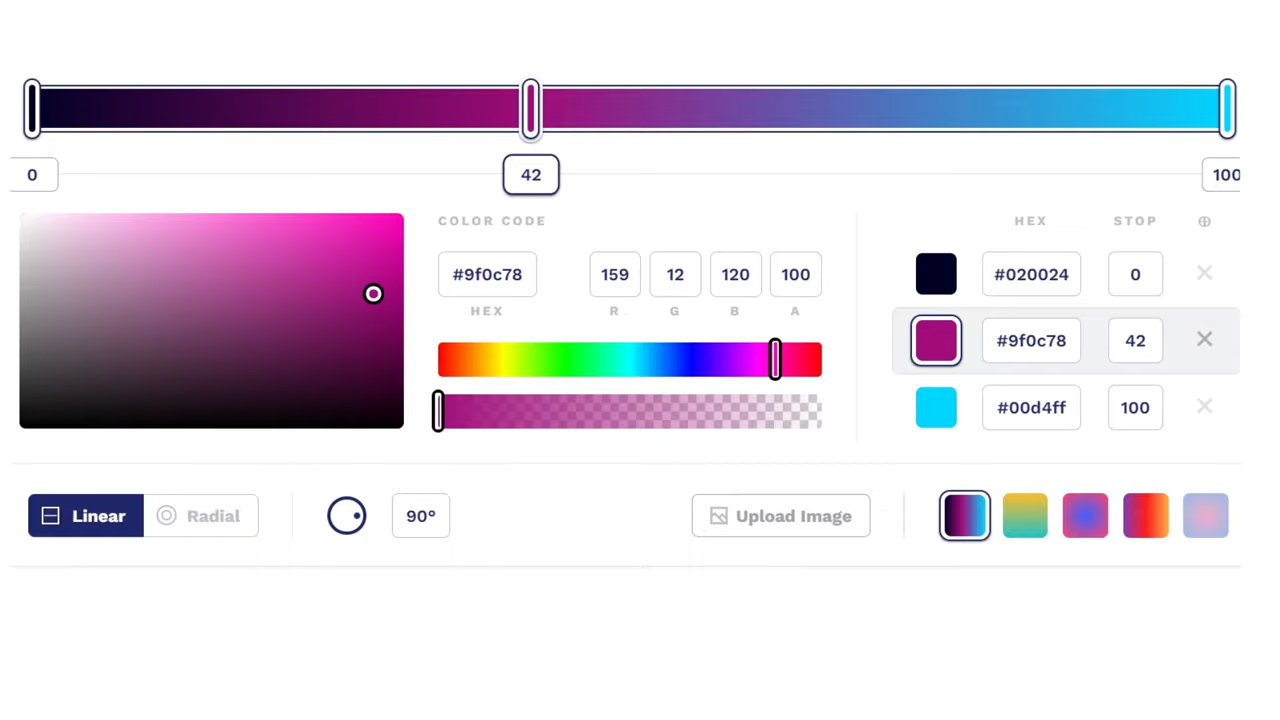 0 42 100
COLOR CODE HEX STOP
#9f0c78 159 12 120 100 #020024 0
HEX R G B A
#9f0c78 42
#00d4ff 100
Linear Radial 90° Upload Image